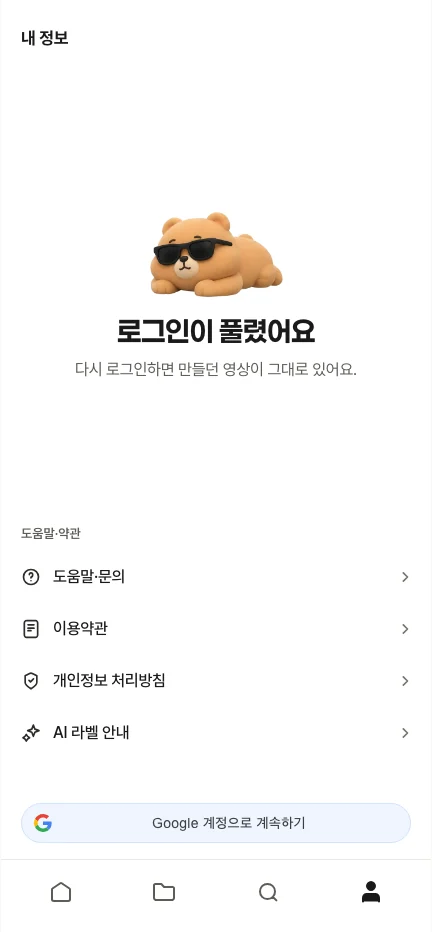 내 정보
로그인이 풀렸어요
다시 로그인하면 만들던 영상이 그대로 있어요.
도움말·약관
도움말·문의
이용약관
개인정보 처리방침
AI 라벨 안내
Google 계정으로 계속하기